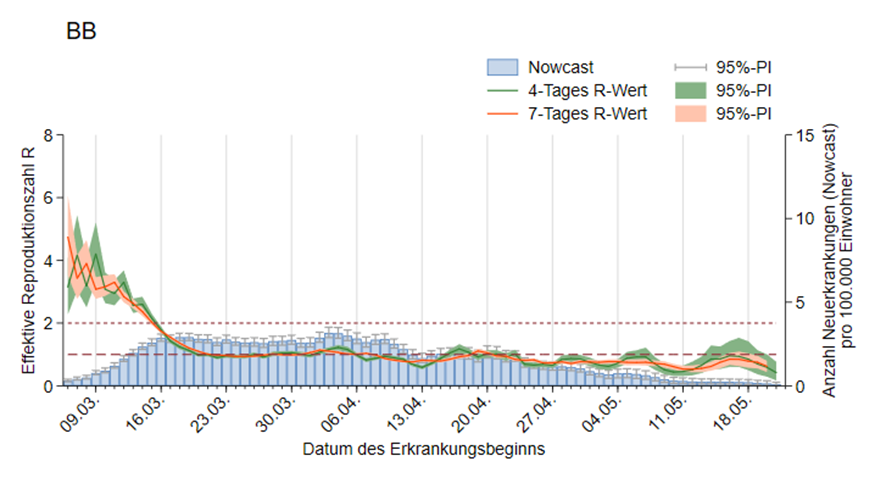 BB
Nowcast
95%-PI
4-Tages R-Wert
95%-PI
7-Tages R-Wert
95%-PI
Effektive Reproduktionszahl R
8
6
4
2
0
15
10
5
0
Anzahl Neuerkrankungen (Nowcast)
pro 100.000 Einwohner
09.03.
16.03.
23.03.
30.03.
06.04.
13.04.
20.04.
27.04.
04.05.
11.05.
18.05.
Datum des Erkrankungsbeginns